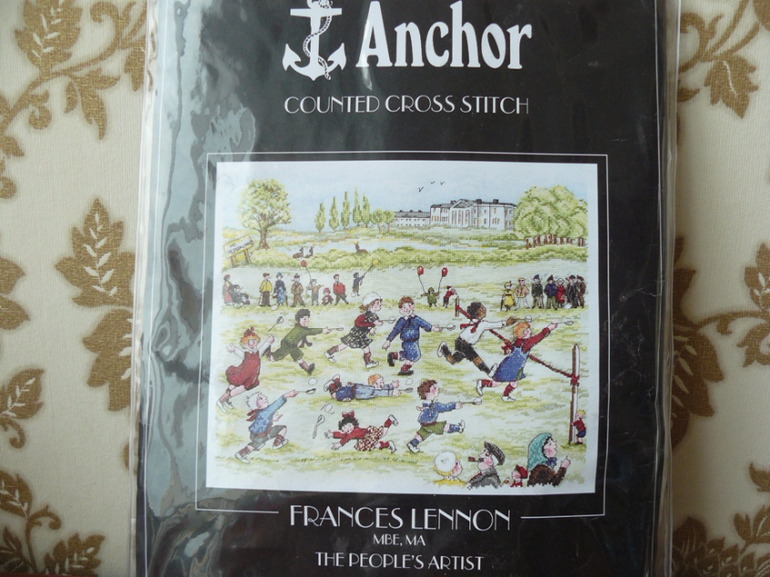 Anchor
COUNTED CROSS STITCH
FRANCES LENNON
MBE, MA
THE PEOPLE'S ARTIST